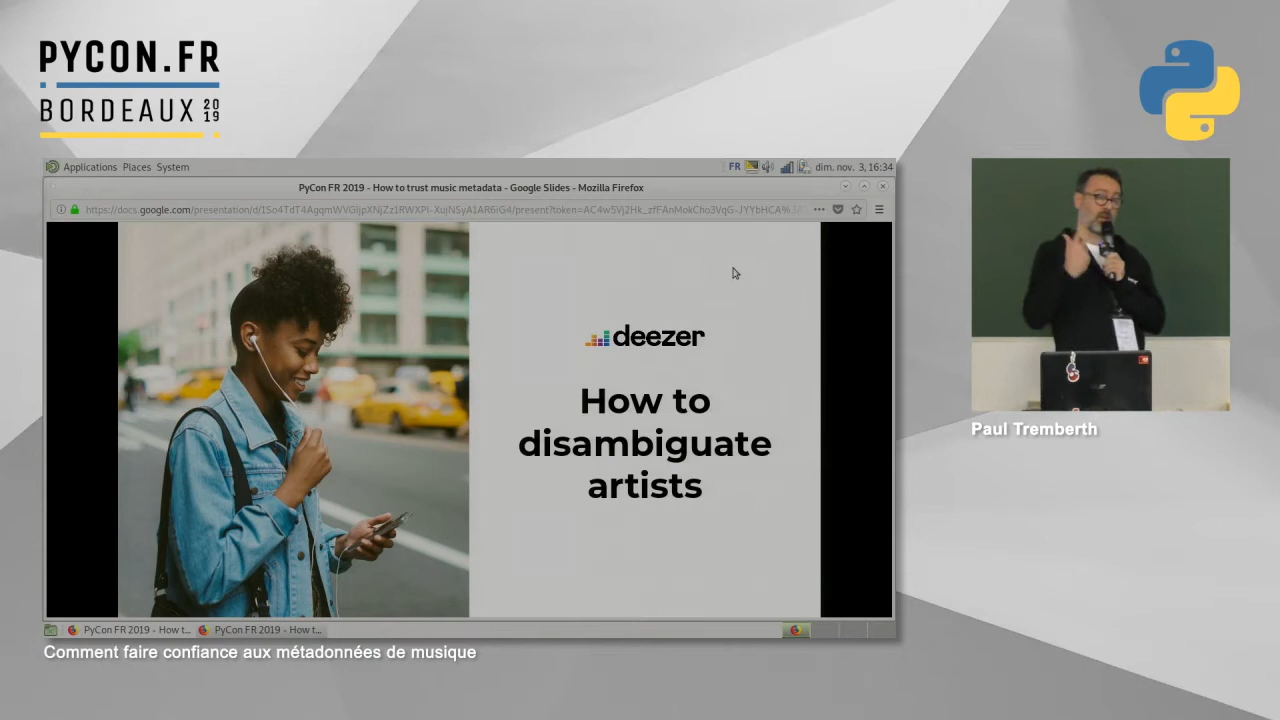 PYCON.FR
BORDEAUX 2019
Applications Places System
FR
dim. nov. 3, 16:34
PyCon FR 2019 - How to trust music metadata - Google Slides - Mozilla Firefox
deezer
How to
disambiguate
artists
Paul Tremberth
PyCon FR 2019 - How t...
PyCon FR 2019 - How t...
Comment faire confiance aux métadonnées de musique